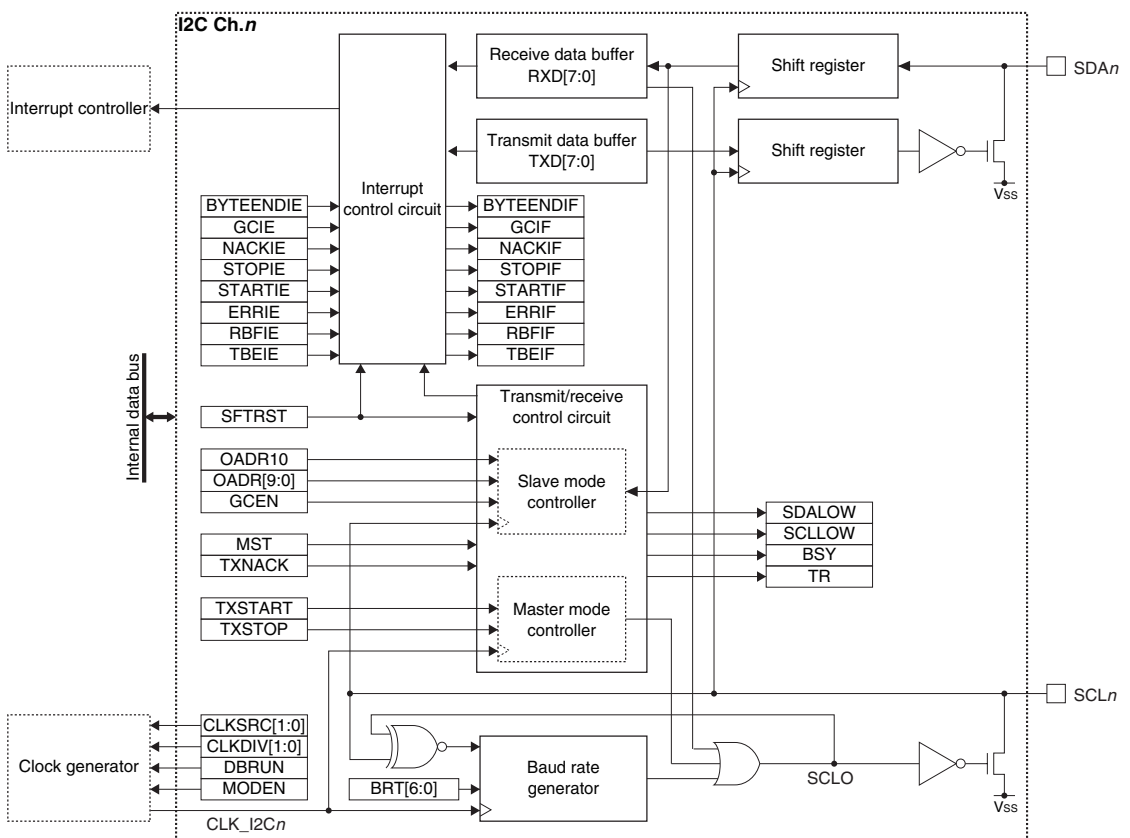 I2C Ch.n
Interrupt controller
Interrupt
control circuit
Receive data buffer
RXD[7:0]
Shift register
SDAn
Transmit data buffer
TXD[7:0]
Shift register
VSS
BYTEENDIE
GCIE
NACKIE
STOPIE
STARTIE
ERRIE
RBFIE
TBEIE
BYTEENDIF
GCIF
NACKIF
STOPIF
STARTIF
ERRIF
RBFIF
TBEIF
Internal data bus
SFTRST
Transmit/receive
control circuit
OADR10
OADR[9:0]
GCEN
Slave mode
controller
MST
TXNACK
SDALOW
SCLLOW
BSY
TR
TXSTART
TXSTOP
Master mode
controller
SCLn
Clock generator
CLKSRC[1:0]
CLKDIV[1:0]
DBRUN
MODEN
CLK_I2Cn
BRT[6:0]
Baud rate
generator
SCLO
VSS